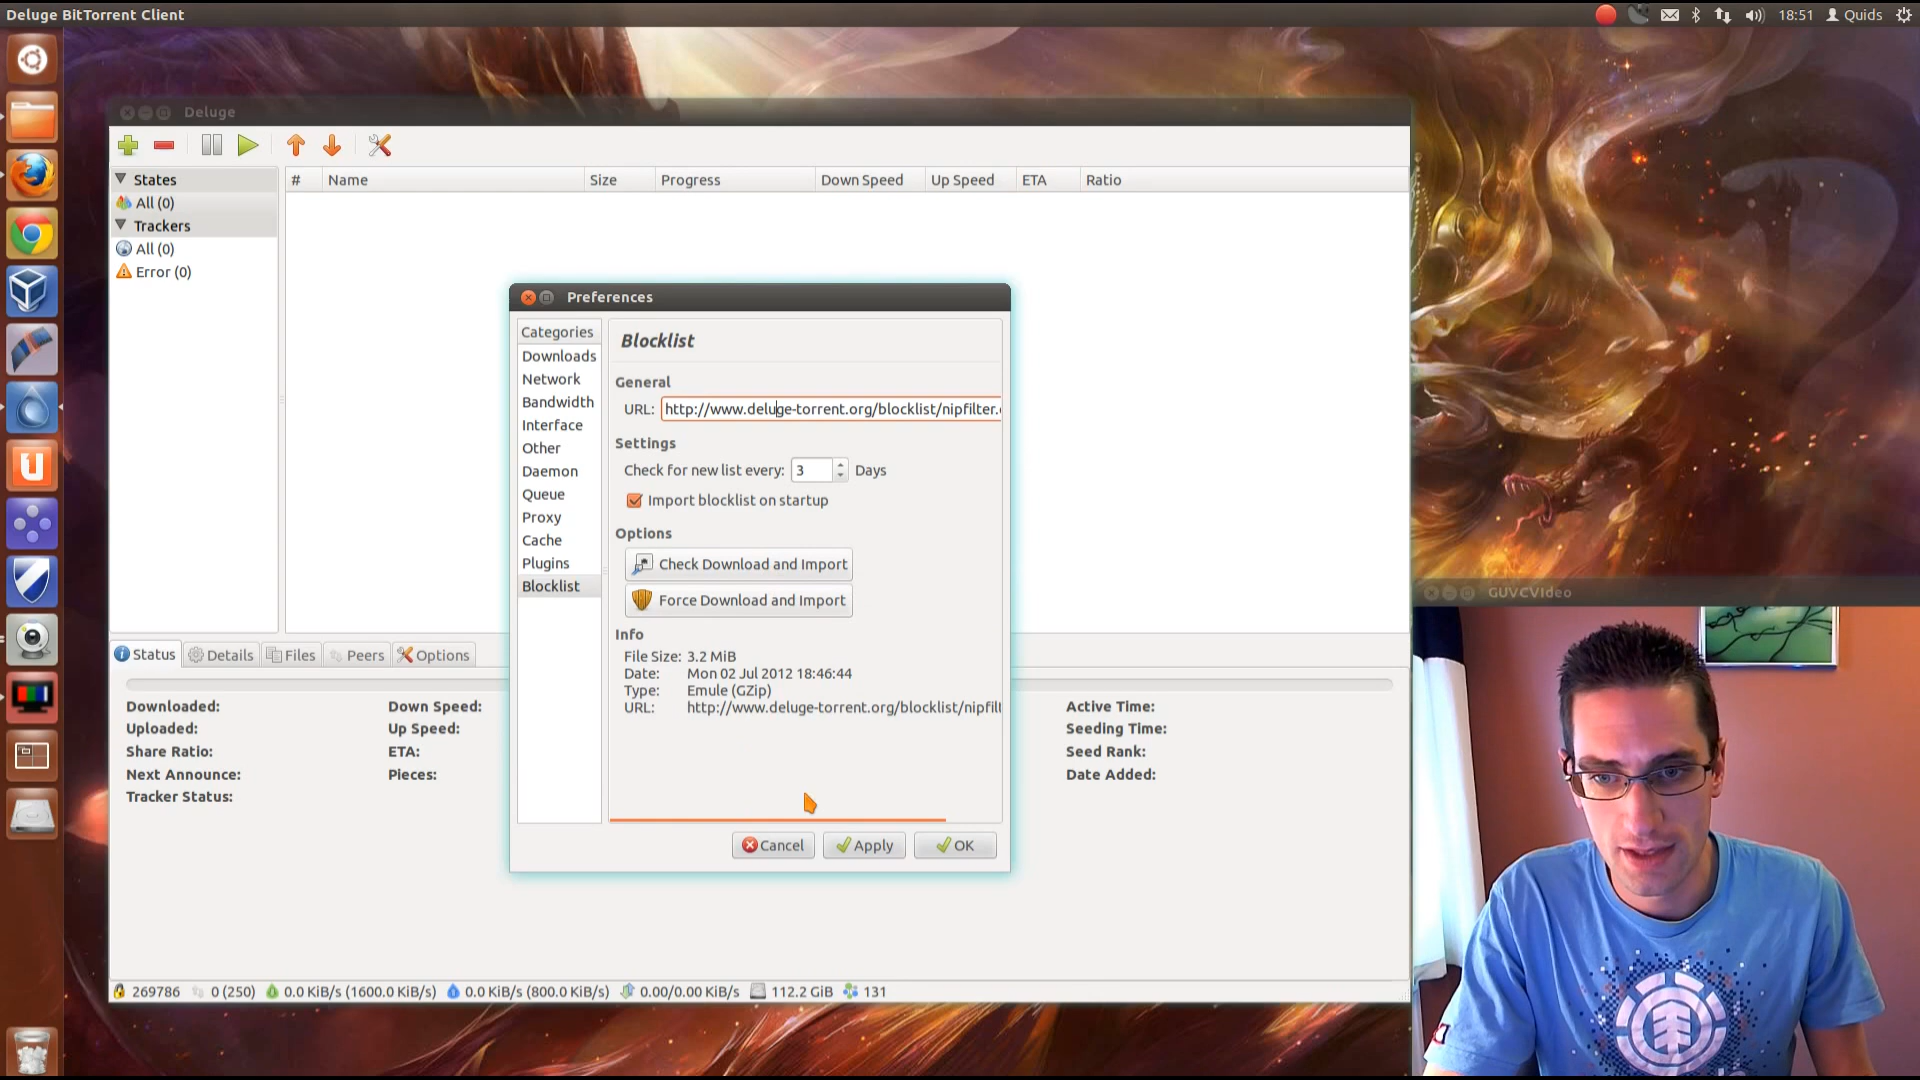 Deluge BitTorrent Client
18:51 Quids
Deluge
States
All (0)
Trackers
All (0)
Error (0)
# Name Size Progress Down Speed Up Speed ETA Ratio
Preferences
Categories
Downloads
Network
Bandwidth
Interface
Other
Daemon
Queue
Proxy
Cache
Plugins
Blocklist
Blocklist
General
URL: http://www.deluge-torrent.org/blocklist/nipfilter.
Settings
Check for new list every: 3 Days
Import blocklist on startup
Options
Check Download and Import
Force Download and Import
Info
File Size: 3.2 MiB
Date: Mon 02 Jul 2012 18:46:44
Type: Emule (GZip)
URL: http://www.deluge-torrent.org/blocklist/nipfilt
Cancel Apply OK
Status Details Files Peers Options
Downloaded: Down Speed: Active Time:
Uploaded: Up Speed: Seeding Time:
Share Ratio: ETA: Seed Rank:
Next Announce: Pieces: Date Added:
Tracker Status:
269786 0 (250) 0.0 KiB/s (1600.0 KiB/s) 0.0 KiB/s (800.0 KiB/s) 0.00/0.00 KiB/s 112.2 GiB 131
GUVCVideo